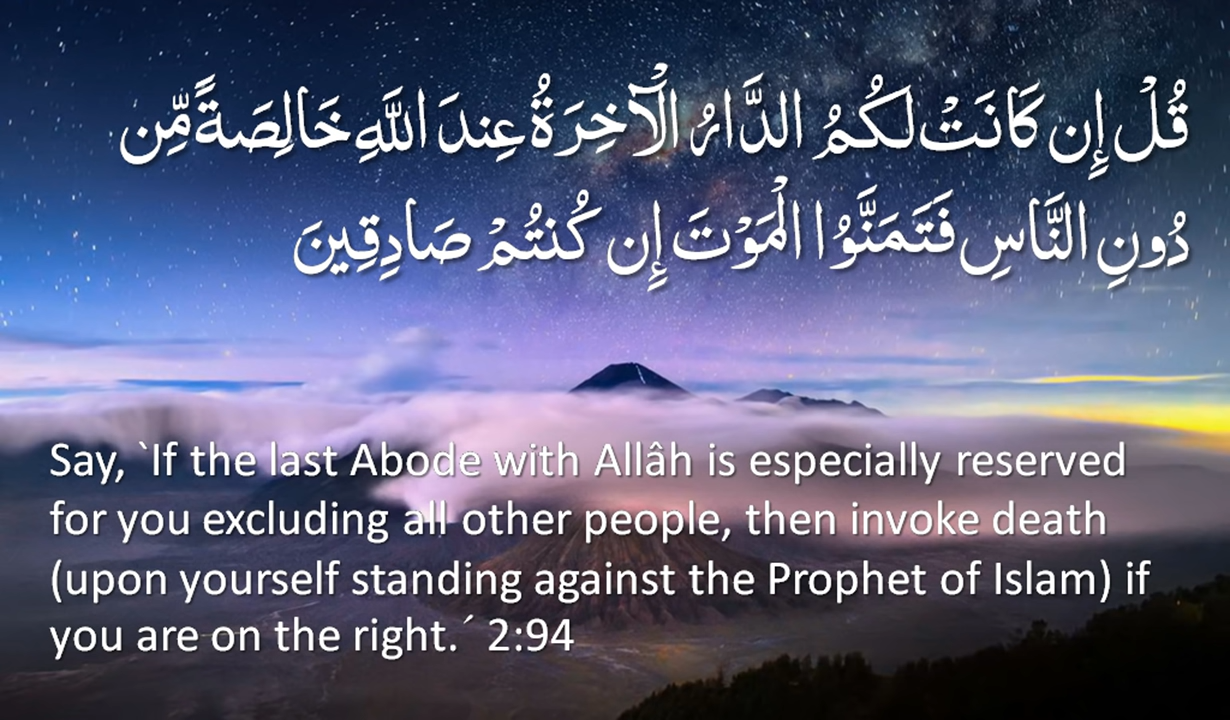 قُلْ إِن كَانَتْ لَكُمُ الدَّارُ الْآخِرَةُ عِندَ اللَّهِ خَالِصَةً مِّن
دُونِ النَّاسِ فَتَمَنَّوُا الْمَوْتَ إِن كُنتُمْ صَادِقِينَ
Say, `If the last Abode with Allâh is especially reserved
for you excluding all other people, then invoke death
(upon yourself standing against the Prophet of Islam) if
you are on the right.´ 2:94